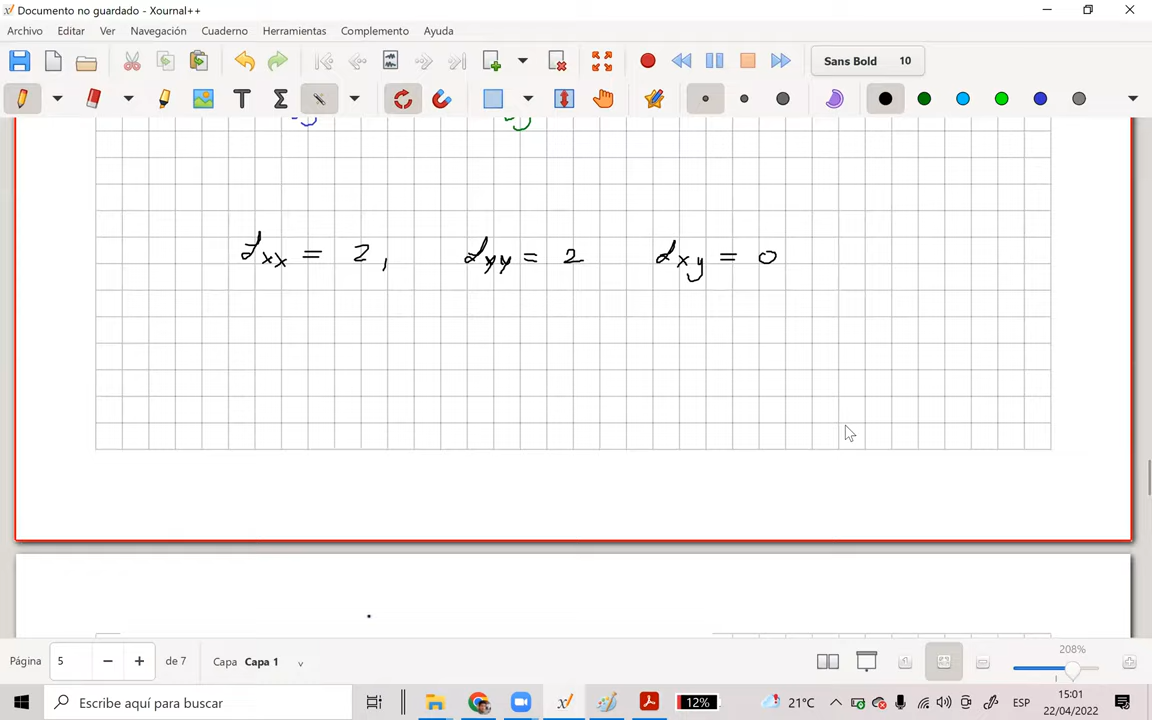 Documento no guardado - Xournal++
Archivo Editar Ver Navegación Cuaderno Herramientas Complemento Ayuda
Sans Bold 10
y y
ℒxx = 2, ℒyy = 2 ℒxy = 0
208%
Página 5 de 7 Capa Capa 1
Escribe aquí para buscar
12%
21°C
ESP
15:01
22/04/2022